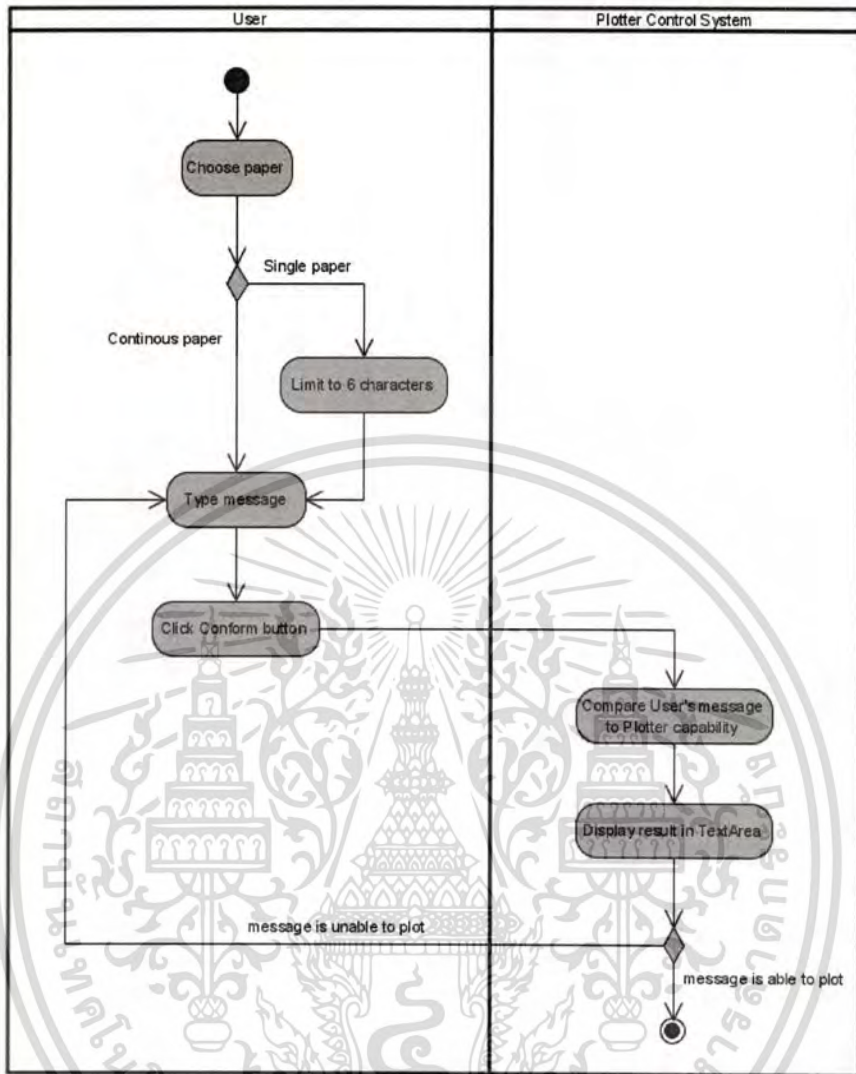 User
Plotter Control System
Choose paper
Single paper
Continous paper
Limit to 6 characters
Type message
Click Conform button
Compare User's message
to Plotter capability
Display result in TextArea
message is unable to plot
message is able to plot